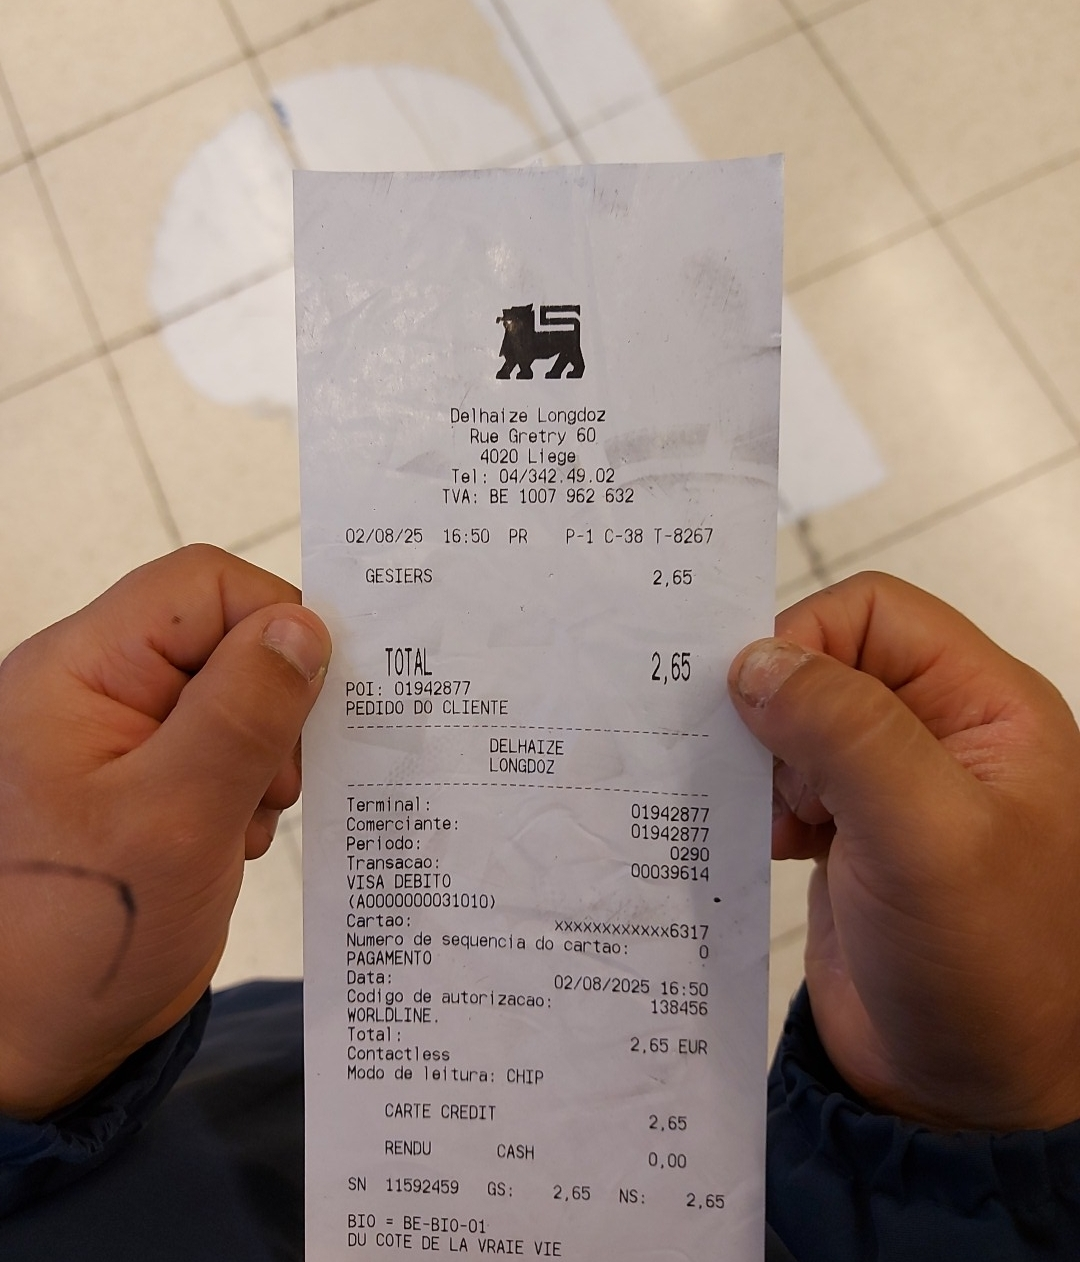 Delhaize Longdoz
Rue Gretry 60
4020 Liege
Tel: 04/342.49.02
TVA: BE 1007 962 632
02/08/25 16:50 PR P-1 C-38 T-8267
GESIERS 2,65
TOTAL 2,65
POI: 01942877
PEDIDO DO CLIENTE
DELHAIZE
LONGDOZ
Terminal: 01942877
Comerciante: 01942877
Periodo: 0290
Transacao: 00039614
VISA DEBITO
(A0000000031010)
Cartao: xxxxxxxxxxxx6317
Numero de sequencia do cartao: 0
PAGAMENTO
Data: 02/08/2025 16:50
Codigo de autorizacao: 138456
WORLDLINE.
Total: 2,65 EUR
Contactless
Modo de leitura: CHIP
CARTE CREDIT 2,65
RENDU CASH 0,00
SN 11592459 GS: 2,65 NS: 2,65
BIO = BE-BIO-01
DU COTE DE LA VRAIE VIE